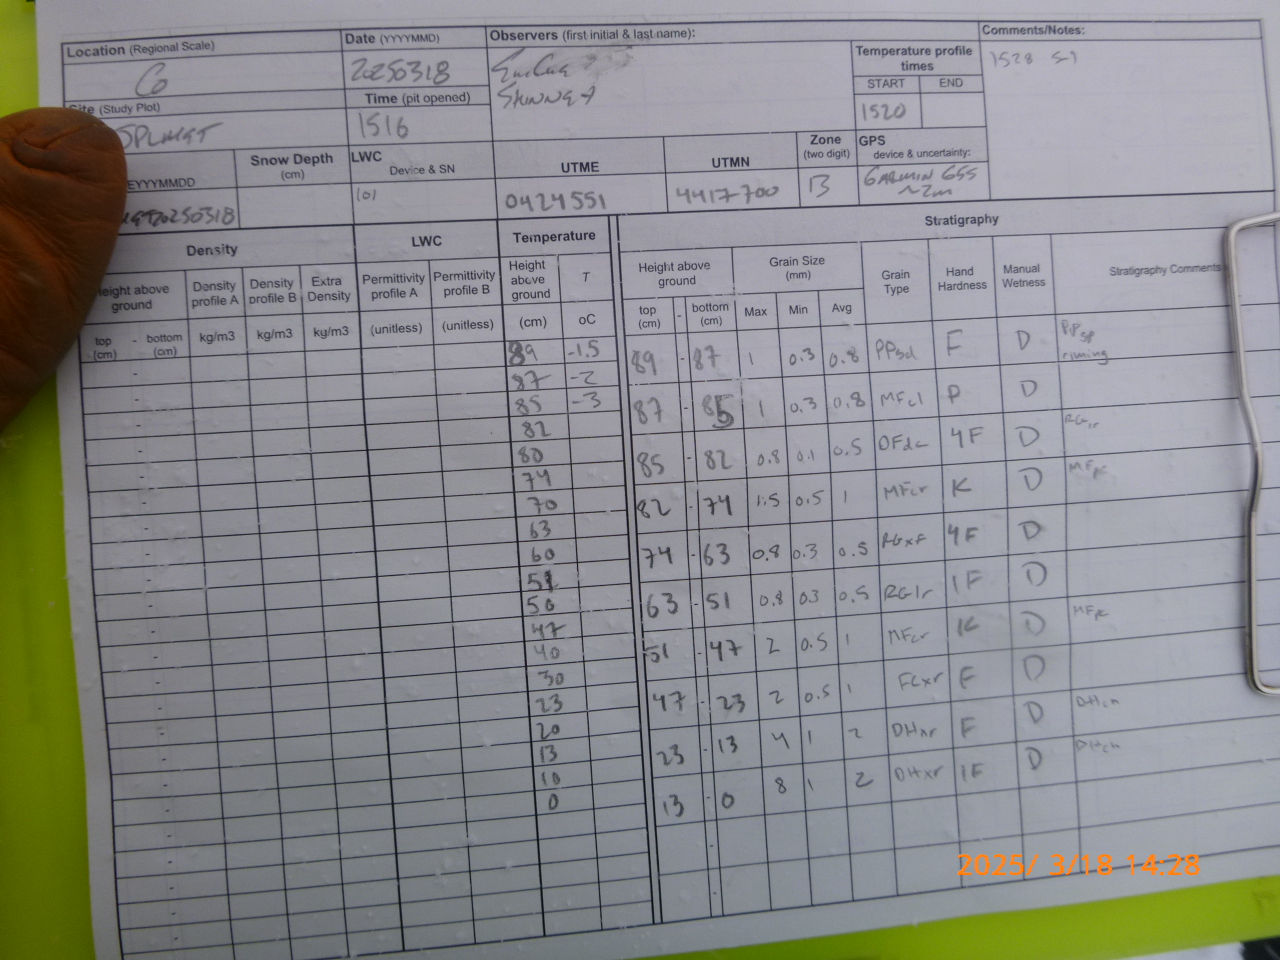 Location (Regional Scale)
CO
Date (YYYYMMDD)
20250318
Observers (first initial & last name):
Skinner
Temperature profile times
START END
1520
Comments/Notes:
1528 S-1
Site (Study Plot)
SPLMGT
Time (pit opened)
1516
EYYYMMDD
20250318
Snow Depth (cm)
LWC Device & SN
101
UTME
0424551
UTMN
4417700
Zone (two digit)
13
GPS device & uncertainty:
GARMIN GSS
~2m
Density LWC Temperature Stratigraphy
Height above ground
top (cm) - bottom (cm)
Density profile A kg/m3
Density profile B kg/m3
Extra Density kg/m3
Permittivity profile A (unitless)
Permittivity profile B (unitless)
Height above ground (cm)
T oC
Height above ground
top (cm) - bottom (cm)
Grain Size (mm)
Max Min Avg
Grain Type
Hand Hardness
Manual Wetness
Stratigraphy Comments
89 -1.5
87 -2
85 -3
82
80
74
70
63
60
51
50
47
40
30
23
20
13
10
0
89 - 87 1 0.3 0.8 PPsd F D PPsp riming
87 - 85 1 0.3 0.8 MFcl P D
85 - 82 0.8 0.1 0.5 DFdc 4F D RGlr
82 - 74 1.5 0.5 1 MFcr K D MFpc
74 - 63 0.8 0.3 0.5 RGxf 4F D
63 - 51 0.8 0.3 0.5 RGlr 1F D
51 - 47 2 0.5 1 MFcr K D MFpc
47 - 23 2 0.5 1 FCxr F D
23 - 13 4 1 2 DHxr F D DHch
13 - 0 8 1 2 DHxr 1F D DHch
2025/ 3/18 14:28